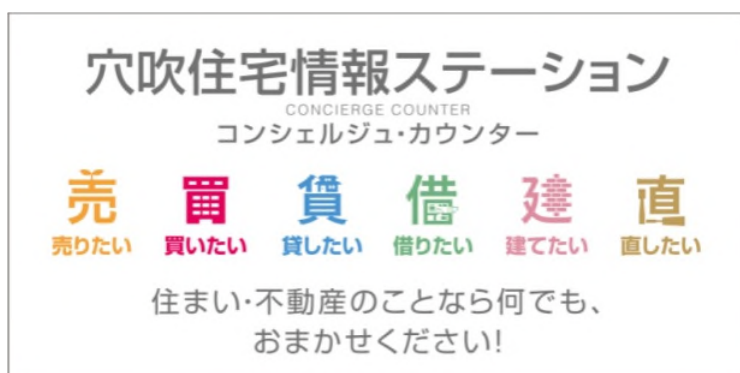 穴吹住宅情報ステーション
CONCIERGE COUNTER
コンシェルジュ・カウンター
売 買 貸 借 建 直
売りたい 買いたい 貸したい 借りたい 建てたい 直したい
住まい・不動産のことなら何でも、
おまかせください!